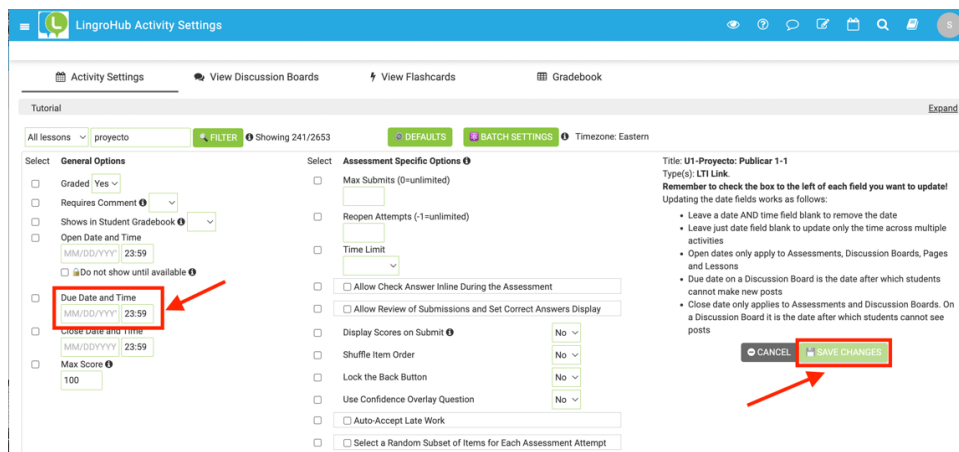 LingroHub Activity Settings
S
Activity Settings
View Discussion Boards
View Flashcards
Gradebook
Tutorial
Expand
All lessons
proyecto
FILTER
Showing 241/2653
DEFAULTS
BATCH SETTINGS
Timezone: Eastern
Select General Options
Graded Yes
Requires Comment
Shows in Student Gradebook
Open Date and Time
MM/DD/YYY 23:59
Do not show until available
Due Date and Time
MM/DD/YYY 23:59
Close Date and Time
MM/DD/YYYY 23:59
Max Score
100
Select Assessment Specific Options
Max Submits (0=unlimited)
Reopen Attempts (-1=unlimited)
Time Limit
Allow Check Answer Inline During the Assessment
Allow Review of Submissions and Set Correct Answers Display
Display Scores on Submit No
Shuffle Item Order No
Lock the Back Button No
Use Confidence Overlay Question No
Auto-Accept Late Work
Select a Random Subset of Items for Each Assessment Attempt
Title: U1-Proyecto: Publicar 1-1
Type(s): LTI Link.
Remember to check the box to the left of each field you want to update!
Updating the date fields works as follows:
• Leave a date AND time field blank to remove the date
• Leave just date field blank to update only the time across multiple
activities
• Open dates only apply to Assessments, Discussion Boards, Pages
and Lessons
• Due date on a Discussion Board is the date after which students
cannot make new posts
• Close date only applies to Assessments and Discussion Boards. On
a Discussion Board it is the date after which students cannot see
posts
CANCEL
SAVE CHANGES